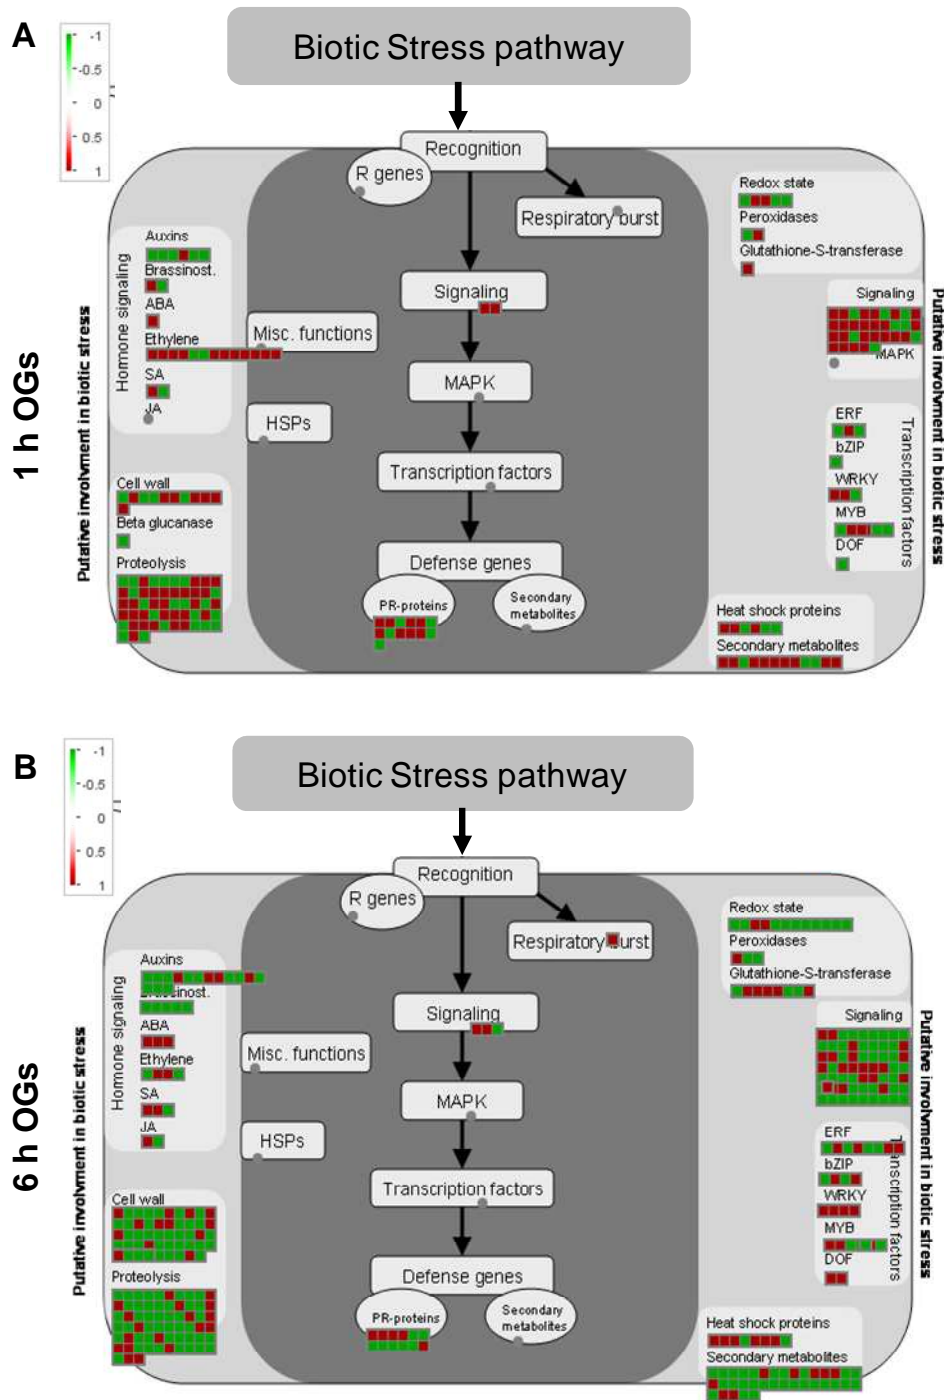 A
-1
-0.5
0
0.5
1
Biotic Stress pathway
Recognition
R genes
Respiratory burst
Redox state
Peroxidases
Glutathione-S-transferase
Hormone signaling
Auxins
Brassinost.
ABA
Ethylene
SA
JA
Misc. functions
HSPs
Signaling
MAPK
Transcription factors
Defense genes
PR-proteins
Secondary
metabolites
Signaling
MAPK
ERF
bZIP
WRKY
MYB
DOF
Transcription factors
Cell wall
Beta glucanase
Proteolysis
Heat shock proteins
Secondary metabolites
Putative involvment in biotic stress
Putative involvment in biotic stress
1 h OGs
B
-1
-0.5
0
0.5
1
Biotic Stress pathway
Recognition
R genes
Respiratory burst
Redox state
Peroxidases
Glutathione-S-transferase
Hormone signaling
Auxins
Brassinost.
ABA
Ethylene
SA
JA
Misc. functions
HSPs
Signaling
MAPK
Transcription factors
Defense genes
PR-proteins
Secondary
metabolites
Signaling
ERF
bZIP
WRKY
MYB
DOF
Transcription factors
Cell wall
Proteolysis
Heat shock proteins
Secondary metabolites
Putative involvment in biotic stress
Putative involvment in biotic stress
6 h OGs